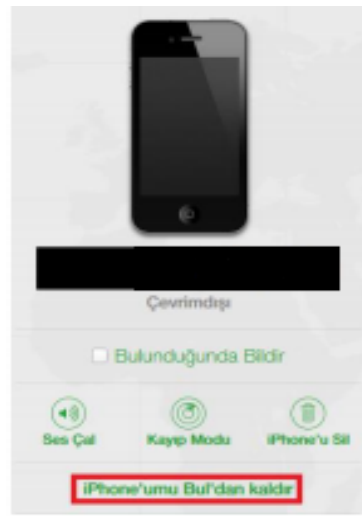 Çevrimdışı
Bulunduğunda Bildir
Ses Çal
Kayıp Modu
iPhone'u Sil
iPhone'umu Bul'dan kaldır